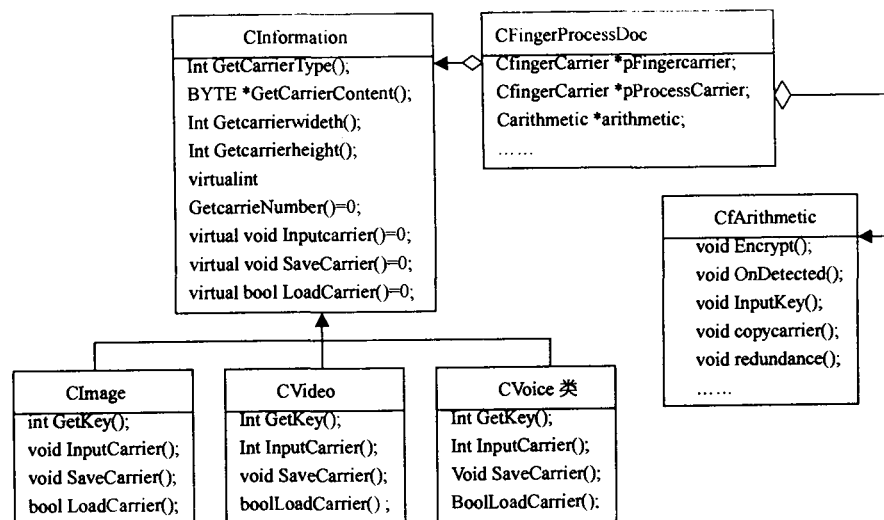 CInformation
Int GetCarrierType();
BYTE *GetCarrierContent();
Int Getcarrierwideth();
Int Getcarrierheight();
virtualint
GetcarrieNumber()=0;
virtual void Inputcarrier()=0;
virtual void SaveCarrier()=0;
virtual bool LoadCarrier()=0;
CFingerProcessDoc
CfingerCarrier *pFingercarrier;
CfingerCarrier *pProcessCarrier;
Carithmetic *arithmetic;
……
CfArithmetic
void Encrypt();
void OnDetected();
void InputKey();
void copycarrier();
void redundance();
……
CImage
int GetKey();
void InputCarrier();
void SaveCarrier();
bool LoadCarrier();
CVideo
Int GetKey();
Int InputCarrier();
void SaveCarrier();
boolLoadCarrier() ;
CVoice 类
Int GetKey();
Int InputCarrier();
Void SaveCarrier();
BoolLoadCarrier();